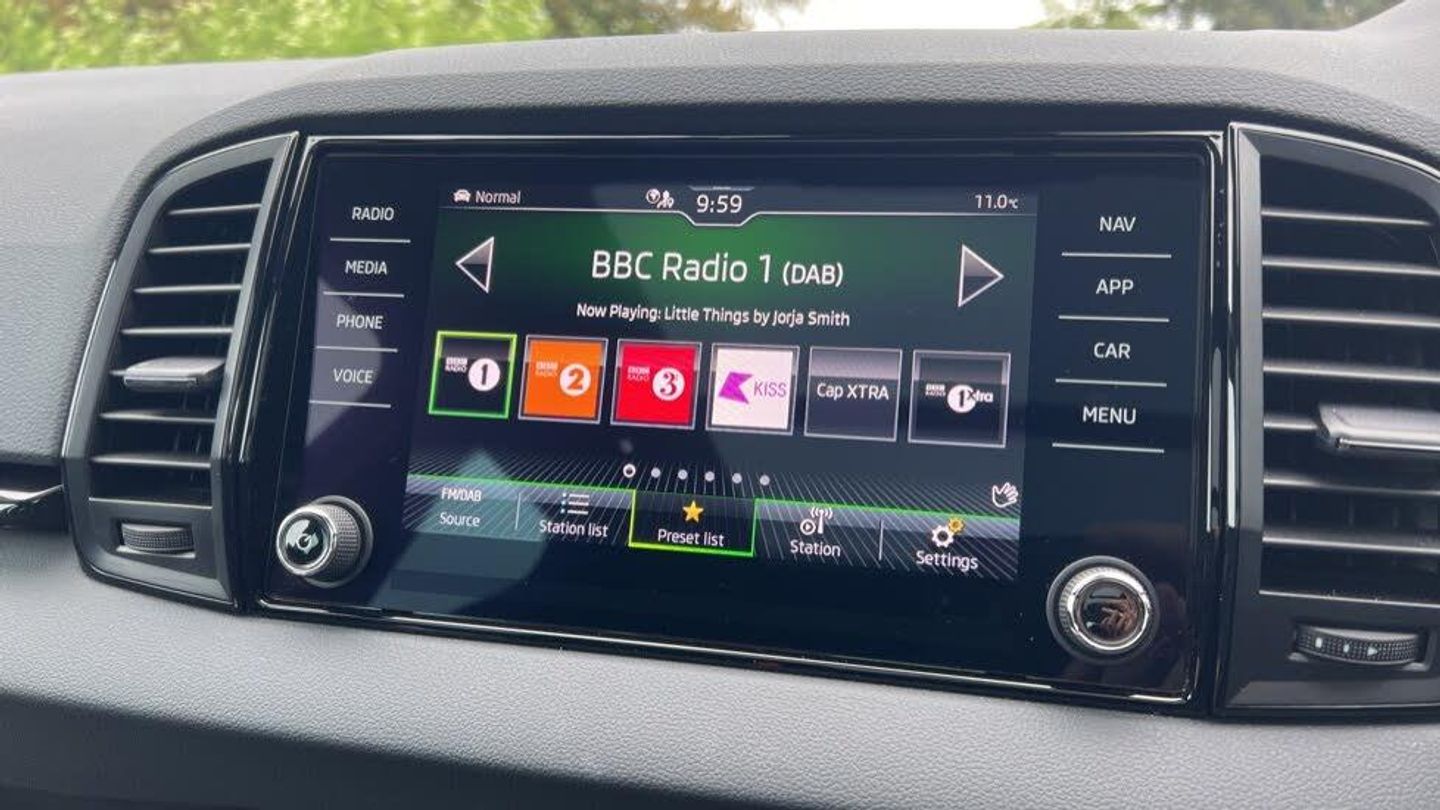 RADIO
MEDIA
PHONE
VOICE
Normal
9:59
11.0°C
BBC Radio 1 (DAB)
Now Playing: Little Things by Jorja Smith
BBC RADIO 1
BBC RADIO 2
BBC RADIO 3
KISS
Cap XTRA
BBC RADIO 1Xtra
FM/DAB
Source
Station list
Preset list
Station
Settings
NAV
APP
CAR
MENU